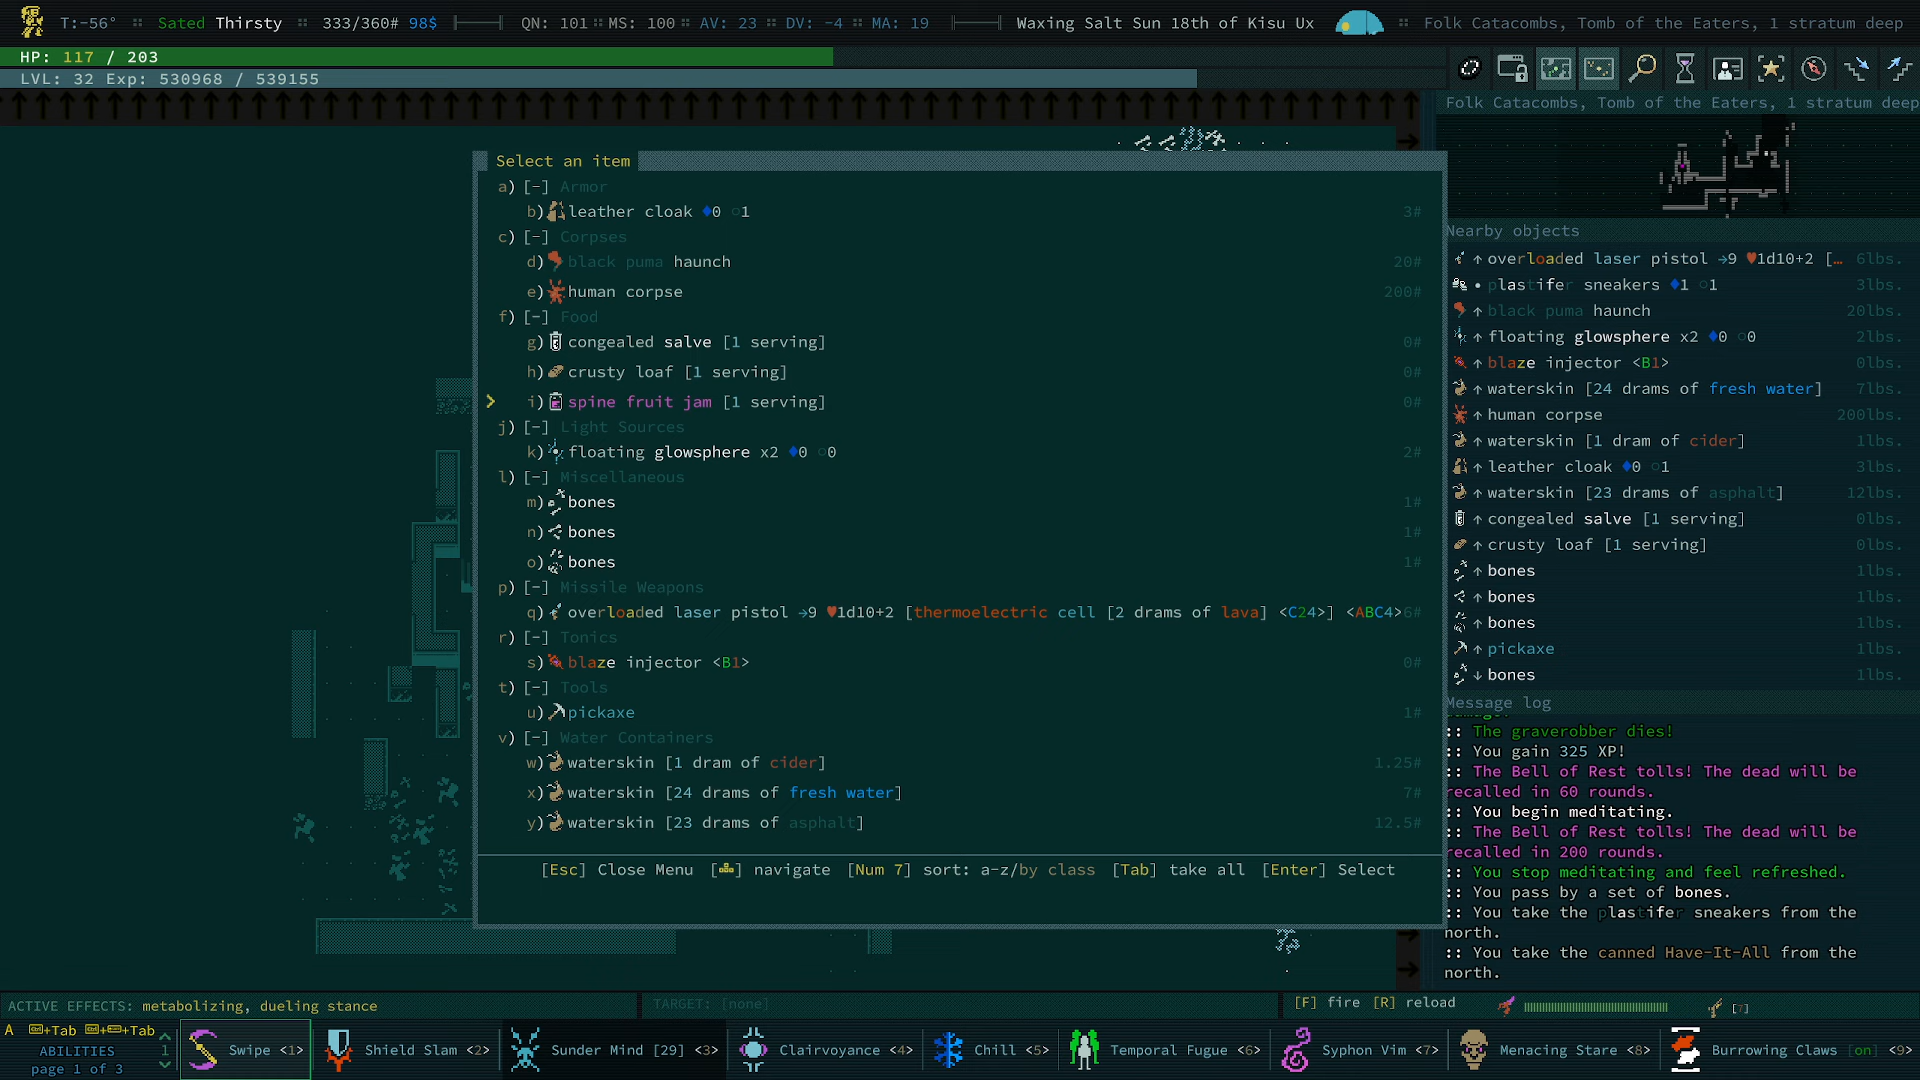 T:-56° Sated Thirsty 333/360# 98$ QN: 101 MS: 100 AV: 23 DV: -4 MA: 19 Waxing Salt Sun 18th of Kisu Ux Folk Catacombs, Tomb of the Eaters, 1 stratum deep
HP: 117 / 203
LVL: 32 Exp: 530968 / 539155
Folk Catacombs, Tomb of the Eaters, 1 stratum deep
Select an item
a) [-] Armor
b) leather cloak ♦0 ○1 3#
c) [-] Corpses
d) black puma haunch 20#
e) human corpse 200#
f) [-] Food
g) congealed salve [1 serving] 0#
h) crusty loaf [1 serving] 0#
> i) spine fruit jam [1 serving] 0#
j) [-] Light Sources
k) floating glowsphere x2 ♦0 ○0 2#
l) [-] Miscellaneous
m) bones 1#
n) bones 1#
o) bones 1#
p) [-] Missile Weapons
q) overloaded laser pistol →9 ♥1d10+2 [thermoelectric cell [2 drams of lava] <C24>] <ABC4> 6#
r) [-] Tonics
s) blaze injector <B1> 0#
t) [-] Tools
u) pickaxe 1#
v) [-] Water Containers
w) waterskin [1 dram of cider] 1.25#
x) waterskin [24 drams of fresh water] 7#
y) waterskin [23 drams of asphalt] 12.5#
[Esc] Close Menu navigate [Num 7] sort: a-z/by class [Tab] take all [Enter] Select
Nearby objects
↑ overloaded laser pistol →9 ♥1d10+2 [… 6lbs.
• plastifer sneakers ♦1 ○1 3lbs.
↑ black puma haunch 20lbs.
↑ floating glowsphere x2 ♦0 ○0 2lbs.
↑ blaze injector <B1> 0lbs.
↑ waterskin [24 drams of fresh water] 7lbs.
↑ human corpse 200lbs.
↑ waterskin [1 dram of cider] 1lbs.
↑ leather cloak ♦0 ○1 3lbs.
↑ waterskin [23 drams of asphalt] 12lbs.
↑ congealed salve [1 serving] 0lbs.
↑ crusty loaf [1 serving] 0lbs.
↑ bones 1lbs.
↑ bones 1lbs.
↑ bones 1lbs.
↑ pickaxe 1lbs.
↓ bones 1lbs.
Message log
damage.
:: The graverobber dies!
:: You gain 325 XP!
:: The Bell of Rest tolls! The dead will be
recalled in 60 rounds.
:: You begin meditating.
:: The Bell of Rest tolls! The dead will be
recalled in 200 rounds.
:: You stop meditating and feel refreshed.
:: You pass by a set of bones.
:: You take the plastifer sneakers from the
north.
:: You take the canned Have-It-All from the
north.
ACTIVE EFFECTS: metabolizing, dueling stance
TARGET: [none]
[F] fire [R] reload
[7]
A +Tab +Tab
ABILITIES
page 1 of 3
1
Swipe <1>
Shield Slam <2>
Sunder Mind [29] <3>
Clairvoyance <4>
Chill <5>
Temporal Fugue <6>
Syphon Vim <7>
Menacing Stare <8>
Burrowing Claws [on] <9>